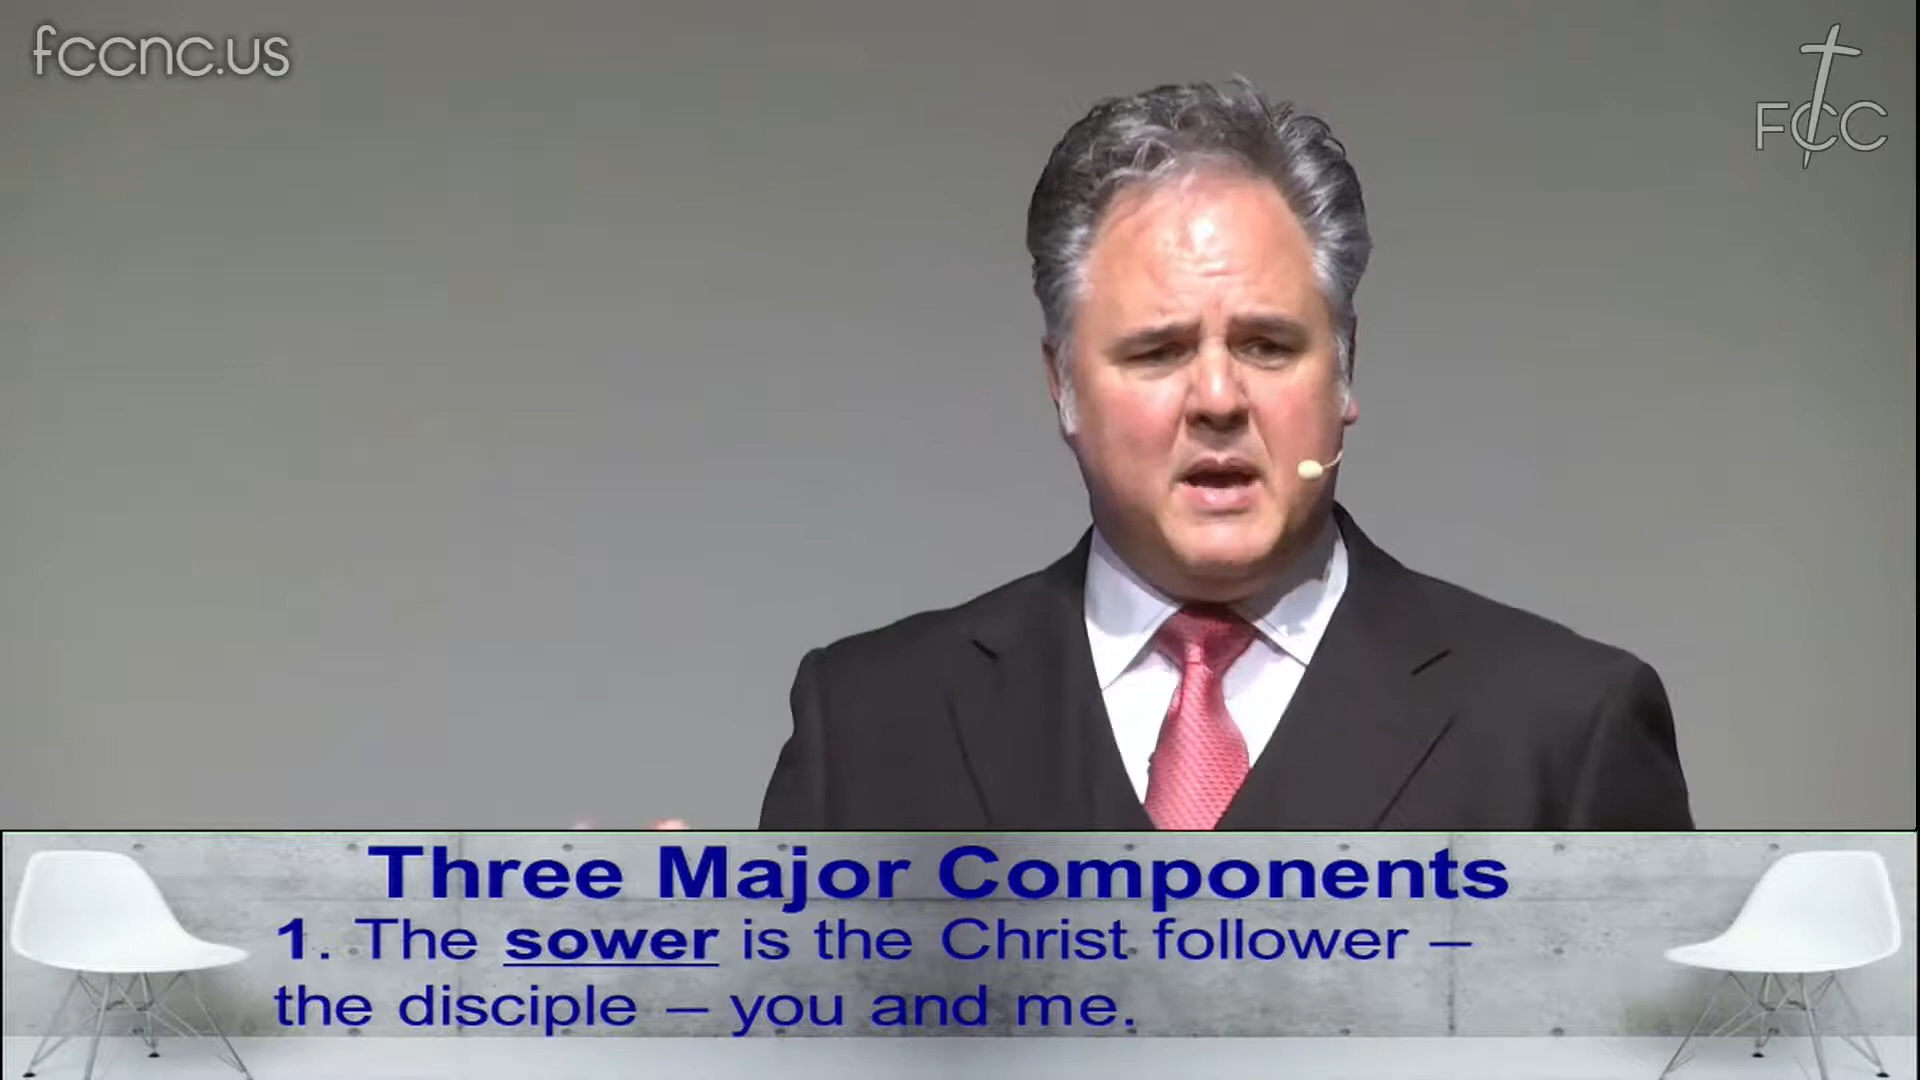 fccnc.us
FCC
Three Major Components
1. The sower is the Christ follower –
the disciple – you and me.